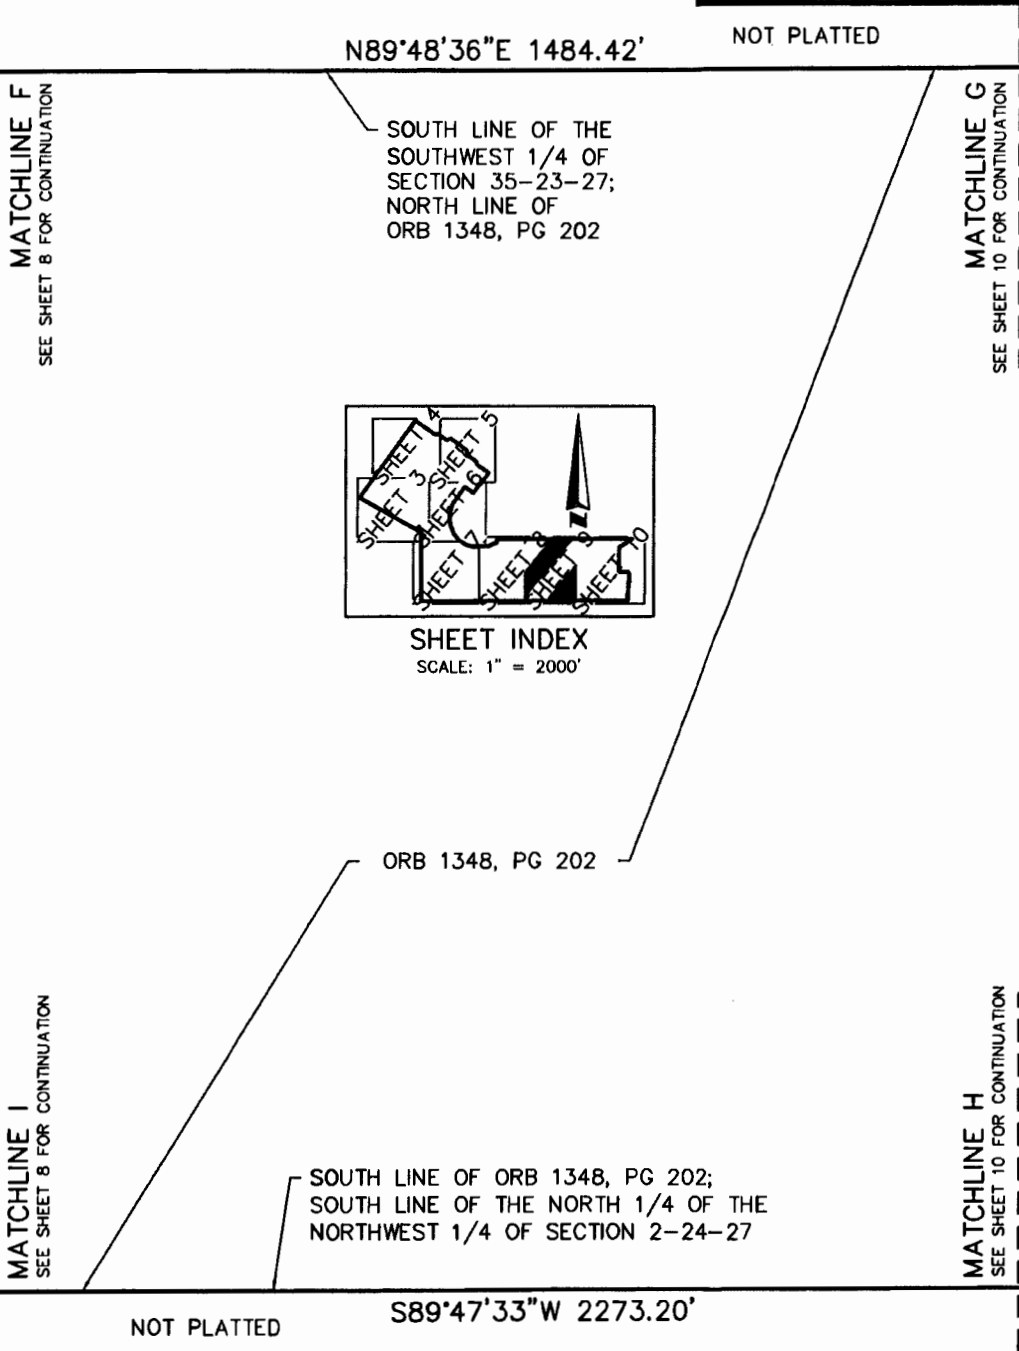 N89°48'36"E 1484.42'
NOT PLATTED
MATCHLINE F
SEE SHEET 8 FOR CONTINUATION
SOUTH LINE OF THE
SOUTHWEST 1/4 OF
SECTION 35-23-27;
NORTH LINE OF
ORB 1348, PG 202
MATCHLINE G
SEE SHEET 10 FOR CONTINUATION
SHEET 4
SHEET 5
SHEET 3
SHEET 6
SHEET 7
SHEET 8
SHEET 9
SHEET 10
N
SHEET INDEX
SCALE: 1" = 2000'
ORB 1348, PG 202
MATCHLINE I
SEE SHEET 8 FOR CONTINUATION
SOUTH LINE OF ORB 1348, PG 202;
SOUTH LINE OF THE NORTH 1/4 OF THE
NORTHWEST 1/4 OF SECTION 2-24-27
MATCHLINE H
SEE SHEET 10 FOR CONTINUATION
S89°47'33"W 2273.20'
NOT PLATTED